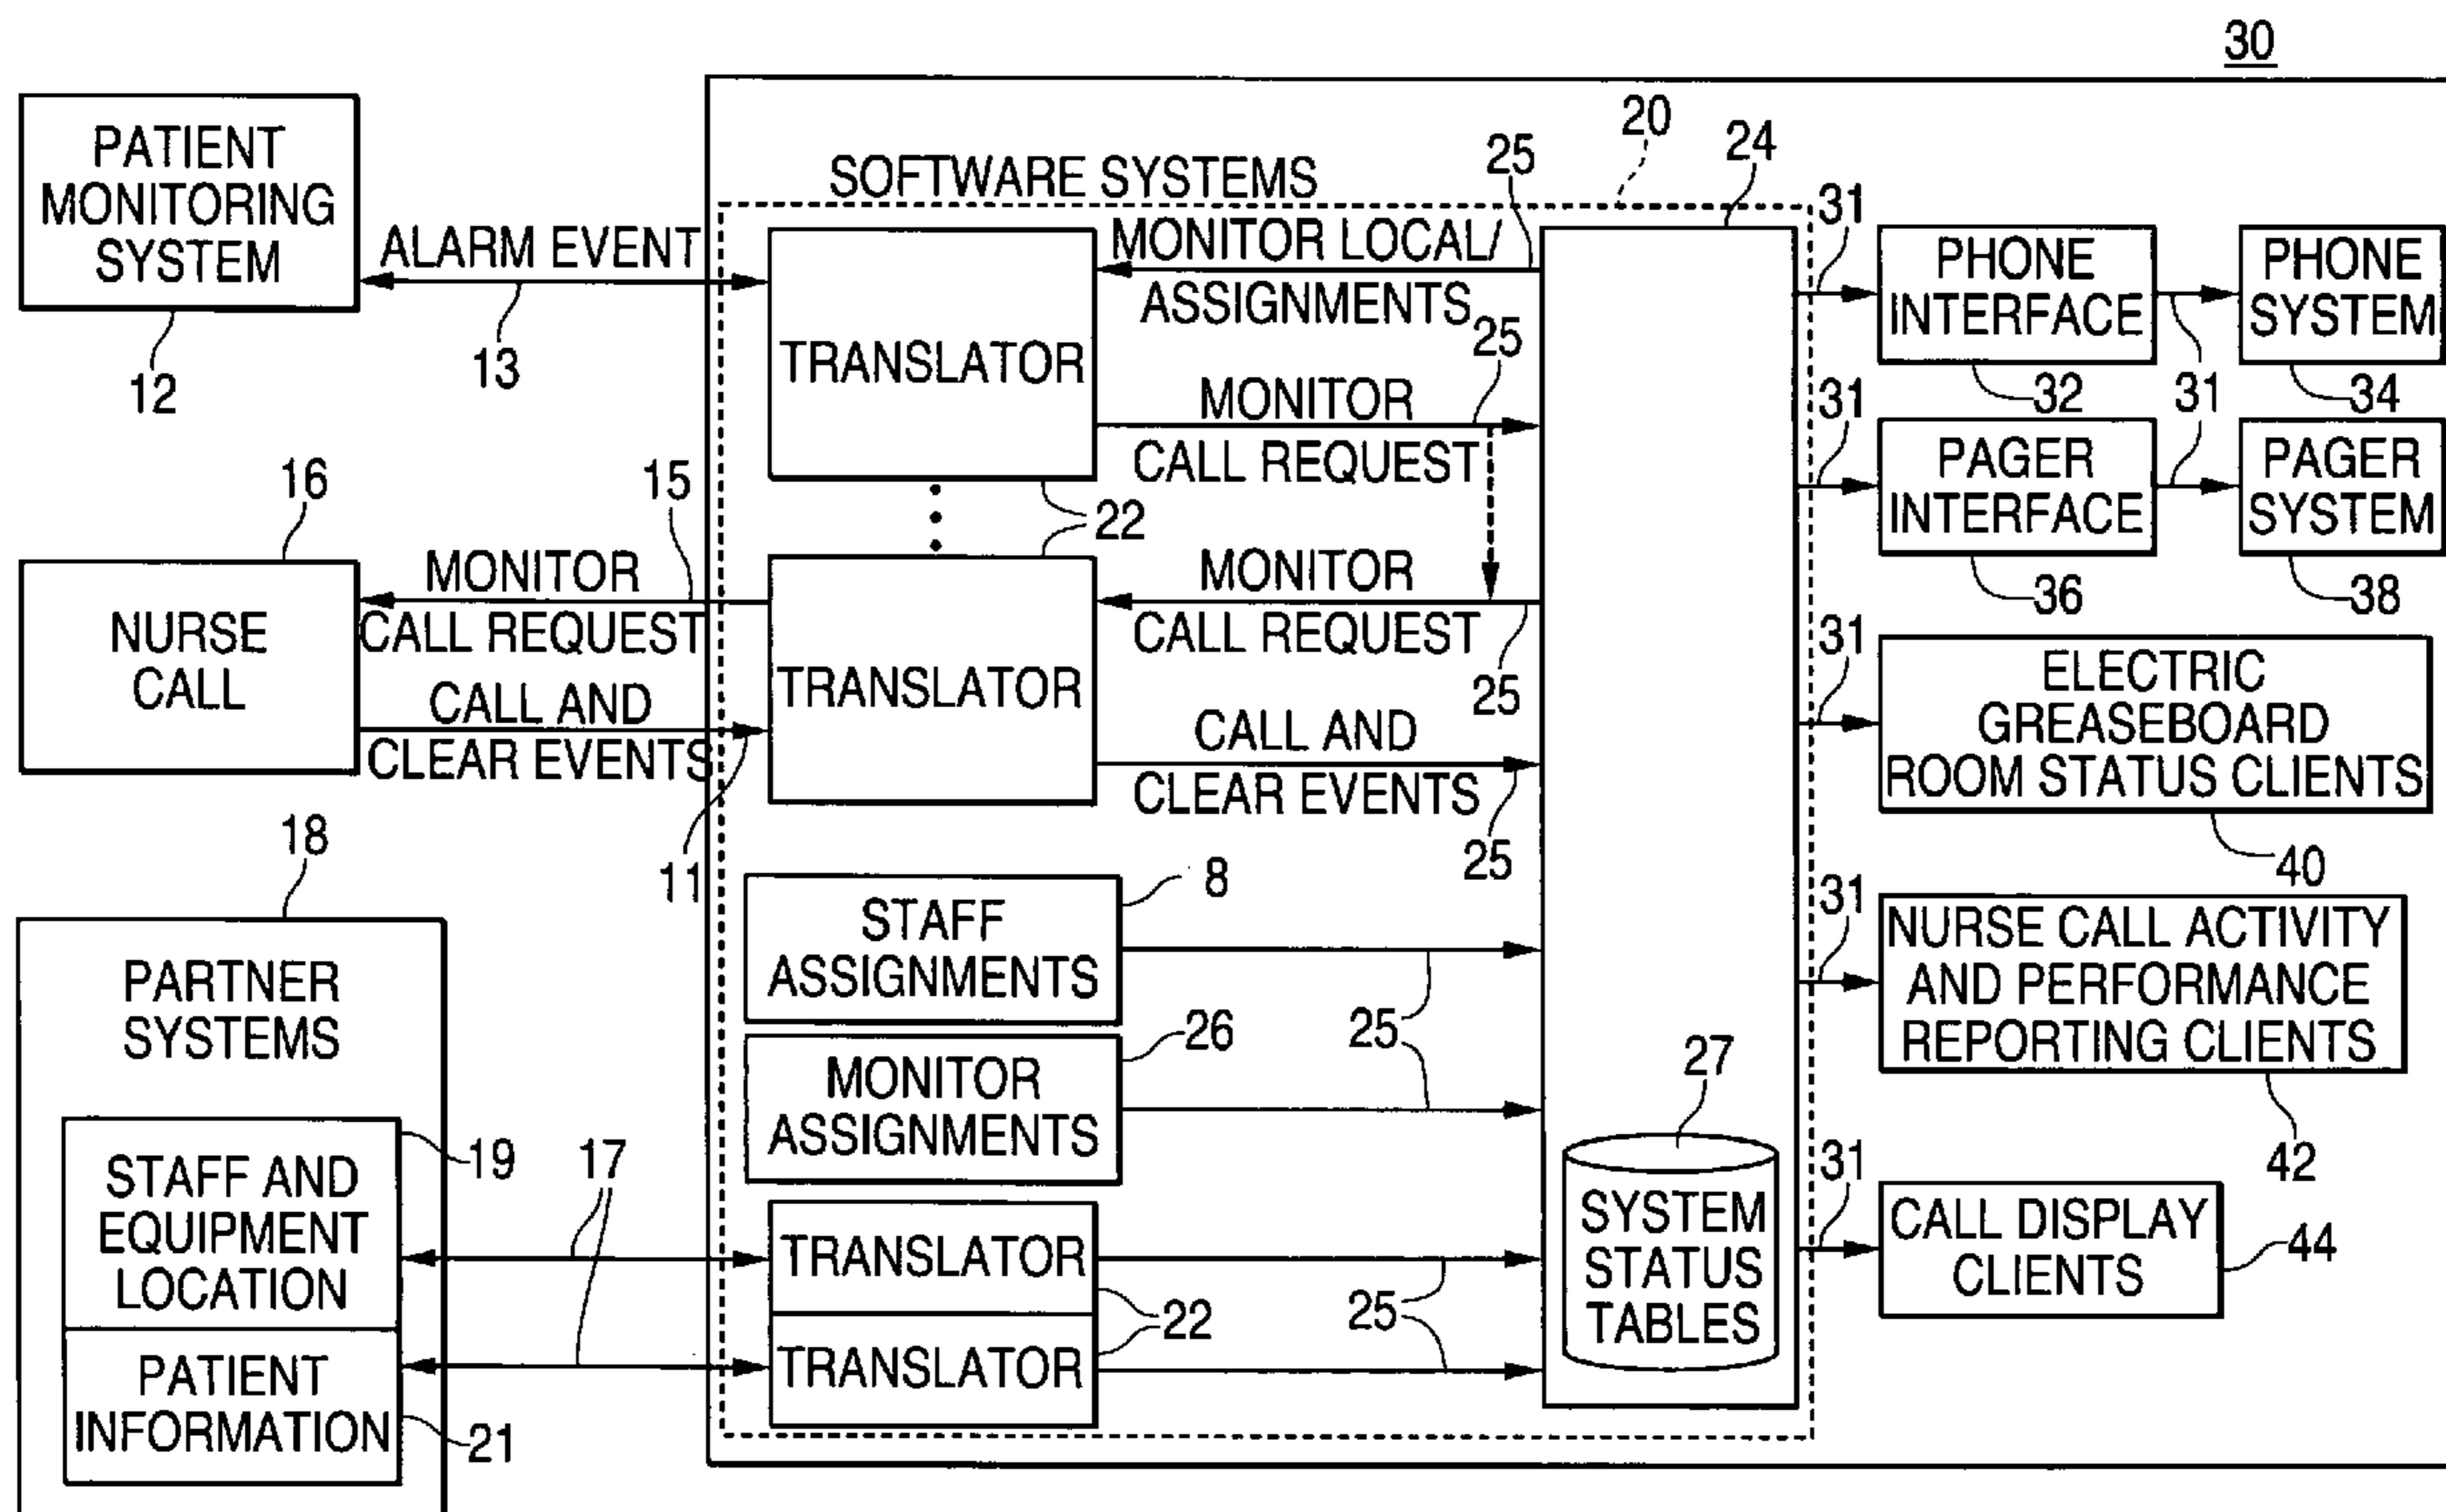 30
PATIENT
MONITORING
SYSTEM
12
ALARM EVENT
13
SOFTWARE SYSTEMS
20
24
25
MONITOR LOCAL/
ASSIGNMENTS
TRANSLATOR
25
MONITOR
CALL REQUEST
22
16
NURSE
CALL
15
MONITOR
CALL REQUEST
CALL AND
CLEAR EVENTS
11
TRANSLATOR
MONITOR
CALL REQUEST
25
CALL AND
CLEAR EVENTS
25
8
STAFF
ASSIGNMENTS
25
26
MONITOR
ASSIGNMENTS
18
PARTNER
SYSTEMS
19
STAFF AND
EQUIPMENT
LOCATION
PATIENT
INFORMATION
21
17
TRANSLATOR
TRANSLATOR
22
25
27
SYSTEM
STATUS
TABLES
31
PHONE
INTERFACE
32
31
PHONE
SYSTEM
34
31
PAGER
INTERFACE
36
PAGER
SYSTEM
38
31
ELECTRIC
GREASEBOARD
ROOM STATUS CLIENTS
40
31
NURSE CALL ACTIVITY
AND PERFORMANCE
REPORTING CLIENTS
42
31
CALL DISPLAY
CLIENTS
44